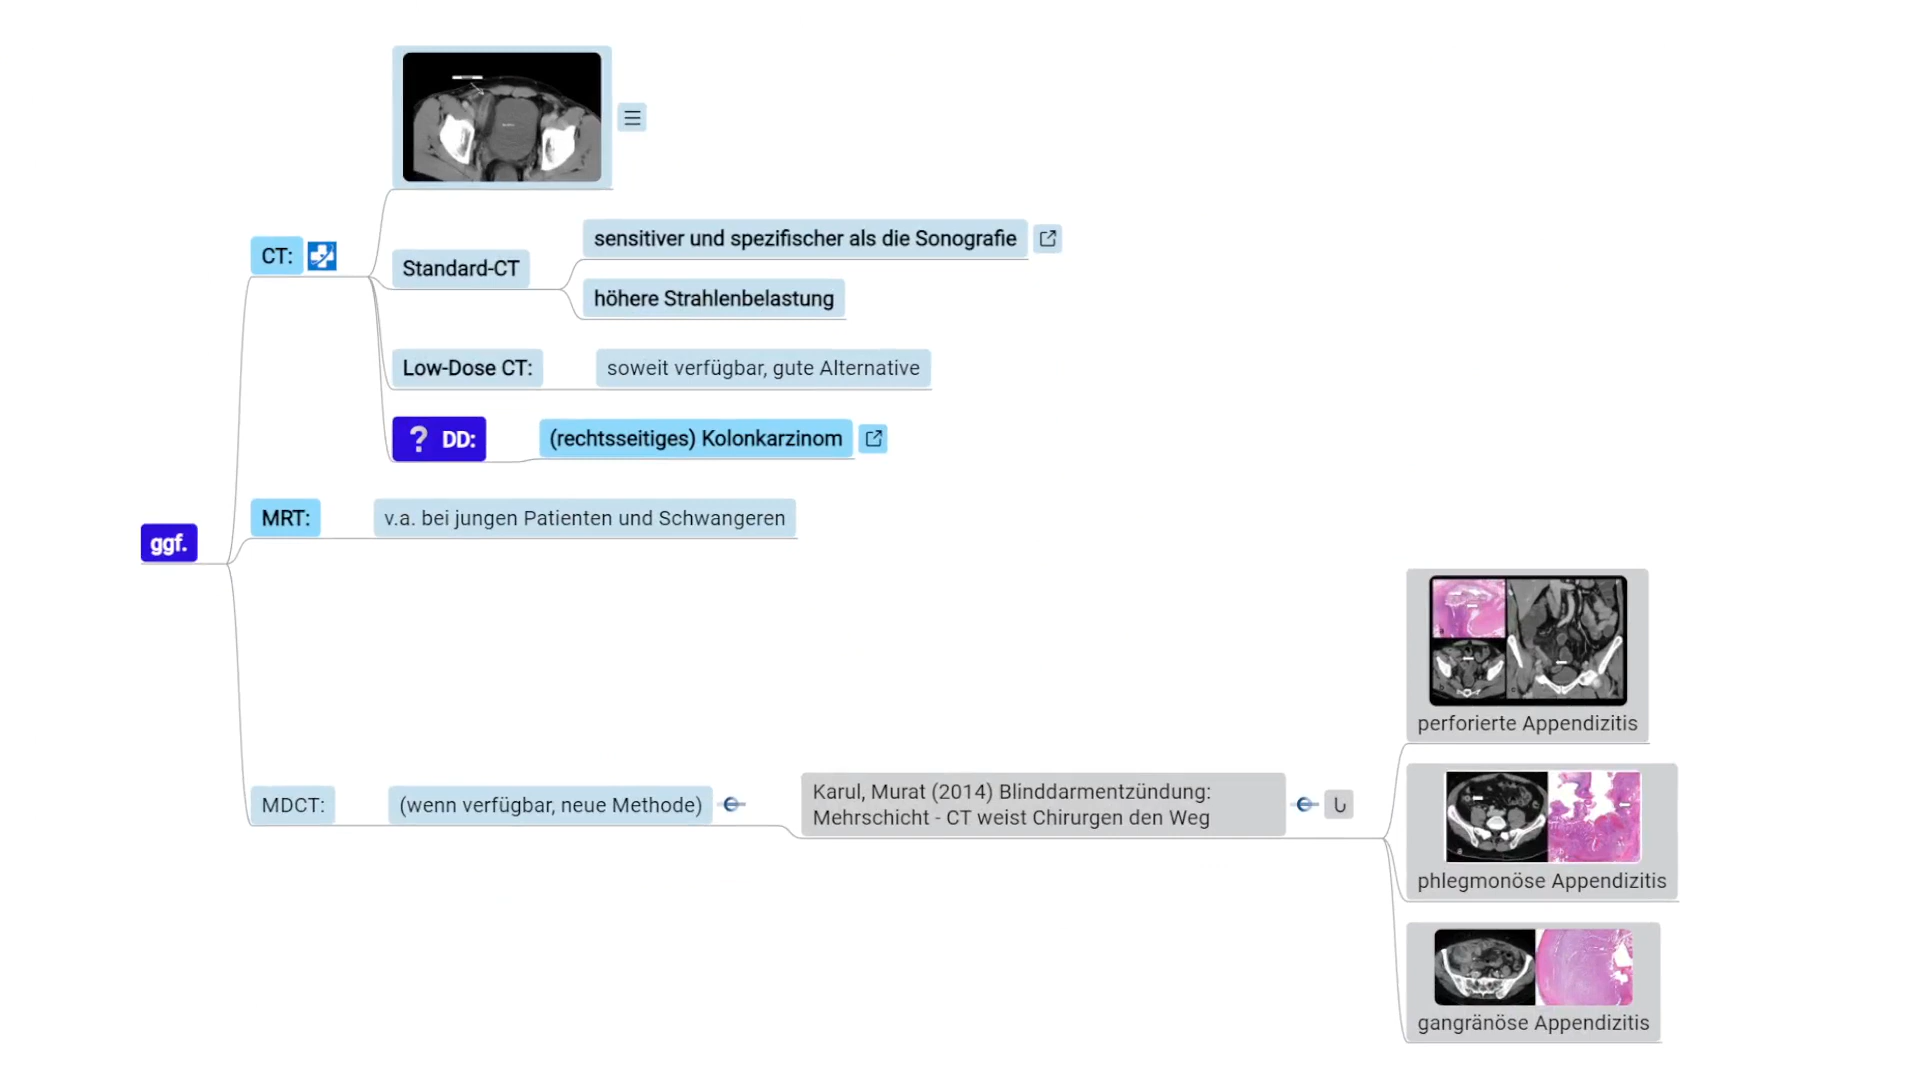 CT:
Standard-CT
sensitiver und spezifischer als die Sonografie
höhere Strahlenbelastung
Low-Dose CT:
soweit verfügbar, gute Alternative
? DD:
(rechtsseitiges) Kolonkarzinom
MRT:
v.a. bei jungen Patienten und Schwangeren
ggf.
MDCT:
(wenn verfügbar, neue Methode)
Karul, Murat (2014) Blinddarmentzündung:
Mehrschicht - CT weist Chirurgen den Weg
perforierte Appendizitis
phlegmonöse Appendizitis
gangränöse Appendizitis